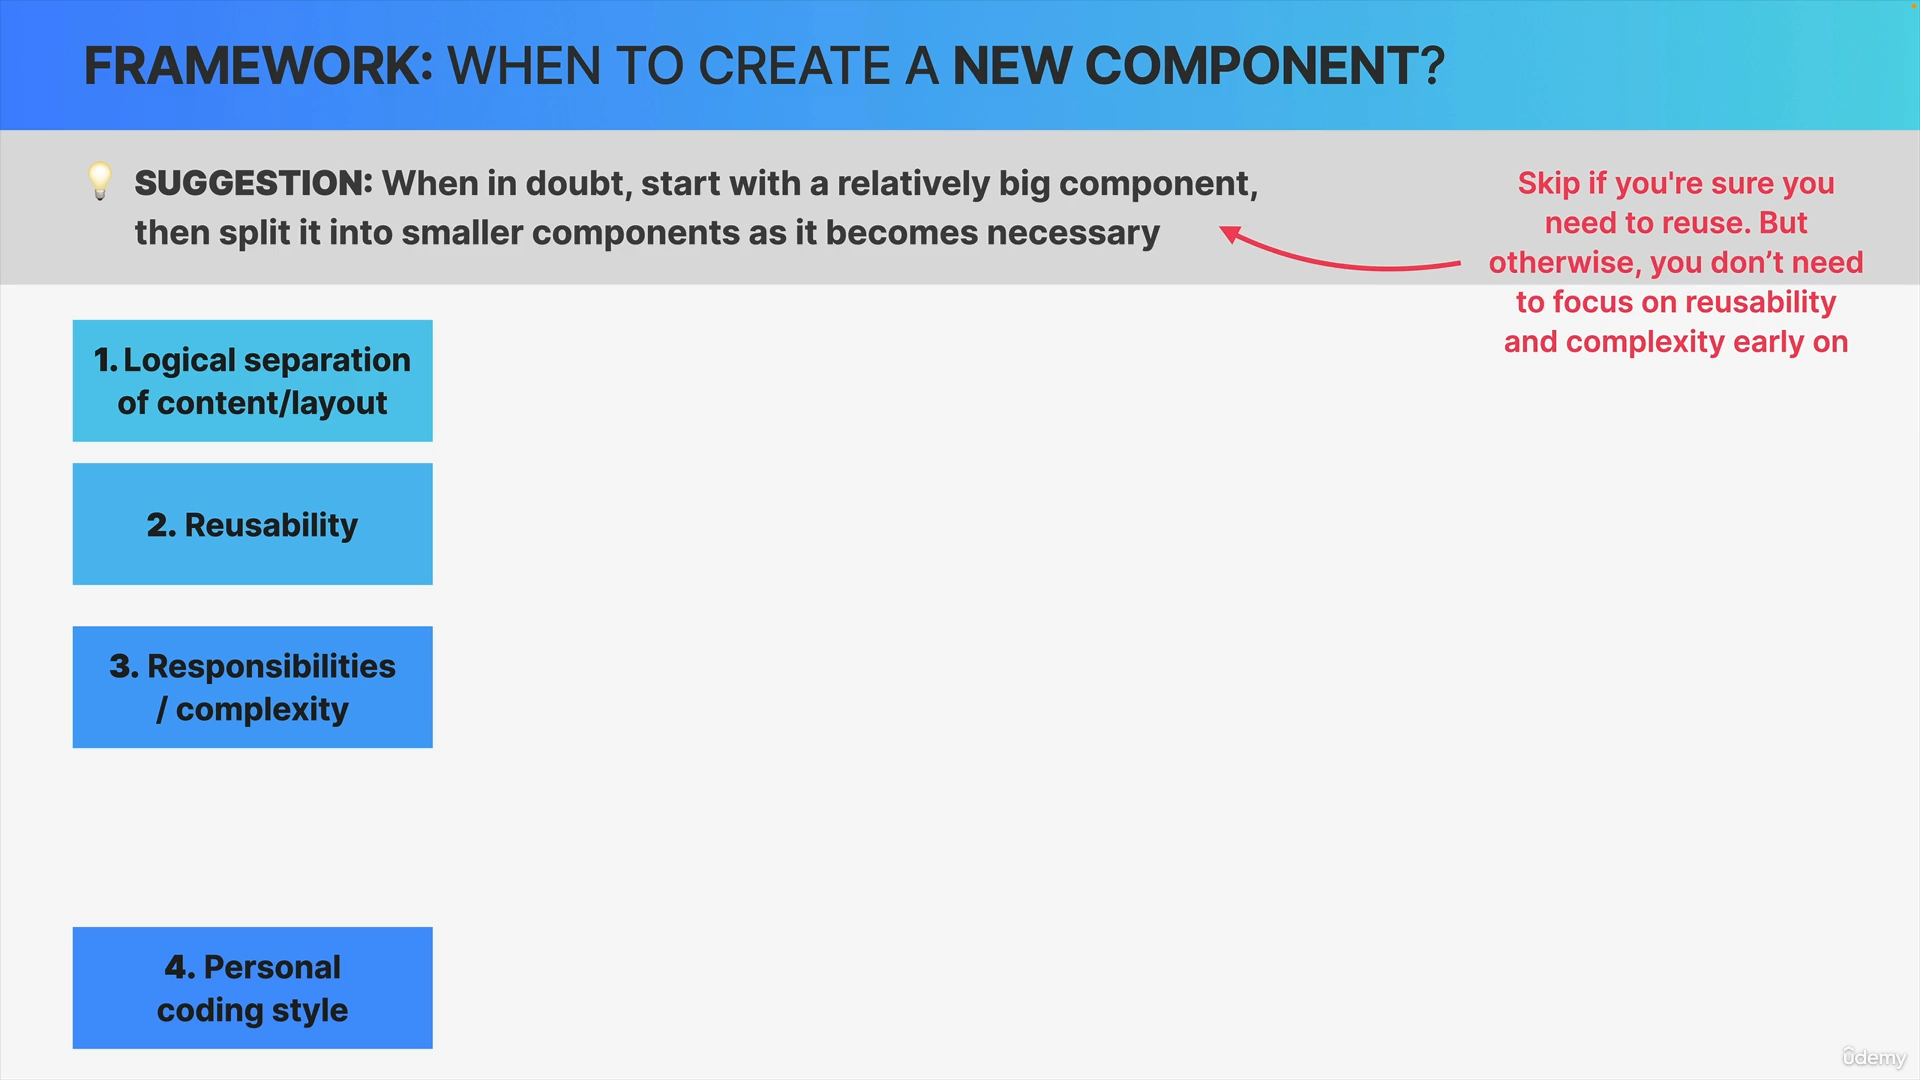 FRAMEWORK: WHEN TO CREATE A NEW COMPONENT?
SUGGESTION: When in doubt, start with a relatively big component,
then split it into smaller components as it becomes necessary
Skip if you're sure you
need to reuse. But
otherwise, you don’t need
to focus on reusability
and complexity early on
1. Logical separation
of content/layout
2. Reusability
3. Responsibilities
/ complexity
4. Personal
coding style
ûdemy